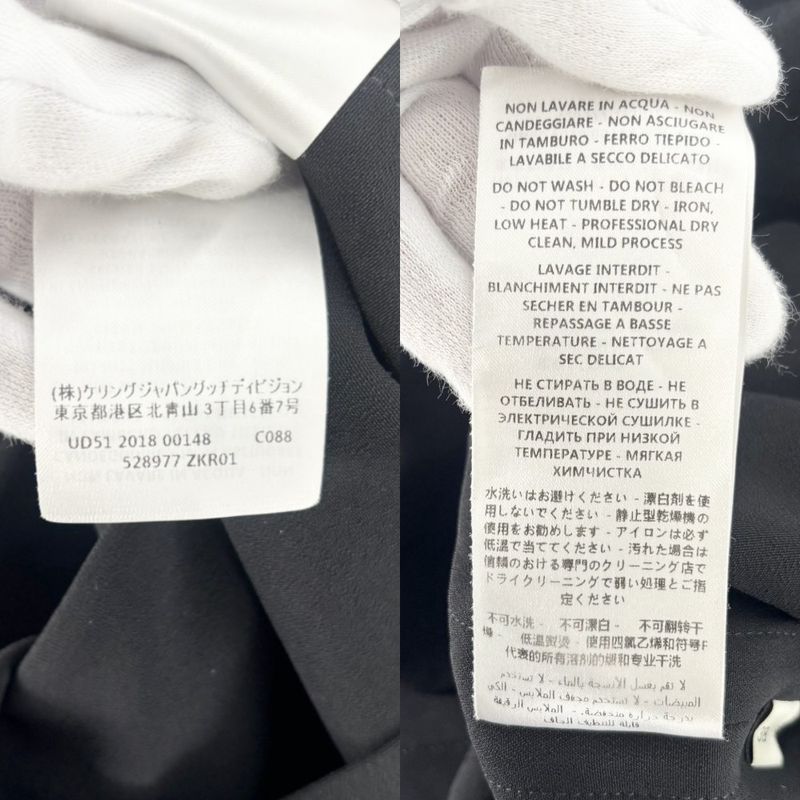 (株)ケリングジャパングッチディビジョン
東京都港区北青山 3丁目6番7号
UD51 2018 00148 C088
528977 ZKR01
NON LAVARE IN ACQUA - NON
CANDEGGIARE - NON ASCIUGARE
IN TAMBURO - FERRO TIEPIDO -
LAVABILE A SECCO DELICATO
DO NOT WASH - DO NOT BLEACH
- DO NOT TUMBLE DRY - IRON,
LOW HEAT - PROFESSIONAL DRY
CLEAN, MILD PROCESS
LAVAGE INTERDIT -
BLANCHIMENT INTERDIT - NE PAS
SECHER EN TAMBOUR -
REPASSAGE A BASSE
TEMPERATURE - NETTOYAGE A
SEC DELICAT
НЕ СТИРАТЬ В ВОДЕ - НЕ
ОТБЕЛИВАТЬ - НЕ СУШИТЬ В
ЭЛЕКТРИЧЕСКОЙ СУШИЛКЕ -
ГЛАДИТЬ ПРИ НИЗКОЙ
ТЕМПЕРАТУРЕ - МЯГКАЯ
ХИМЧИСТКА
水洗いはお避けください - 漂白剤を使
用しないでください - 静止型乾燥機の
使用をお勧めします - アイロンは必ず
低温で当ててください - 汚れた場合は
信頼のおける専門のクリーニング店で
ドライクリーニングで弱い処理とご指
定ください
不可水洗 - 不可漂白 - 不可翻转干
燥 - 低温熨烫 - 使用四氯乙烯和符号F
代表的所有溶剂的缓和专业干洗